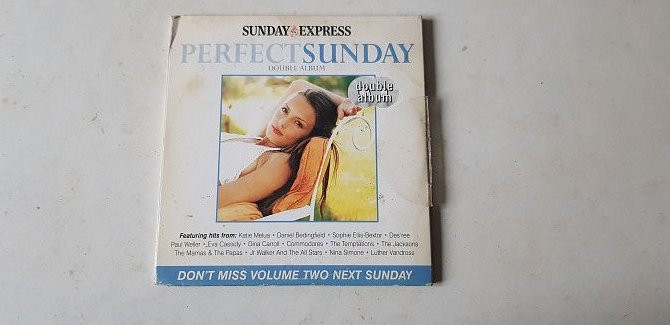 SUNDAY EXPRESS
PERFECTSUNDAY
DOUBLE ALBUM
double
album
Featuring hits from: Katie Melua • Daniel Bedingfield • Sophie Ellis-Bextor • Des'ree
Paul Weller • Eva Cassidy • Dina Carroll • Commodores • The Temptations • The Jacksons
The Mamas & The Papas • Jr Walker And The All Stars • Nina Simone • Luther Vandross
DON'T MISS VOLUME TWO NEXT SUNDAY